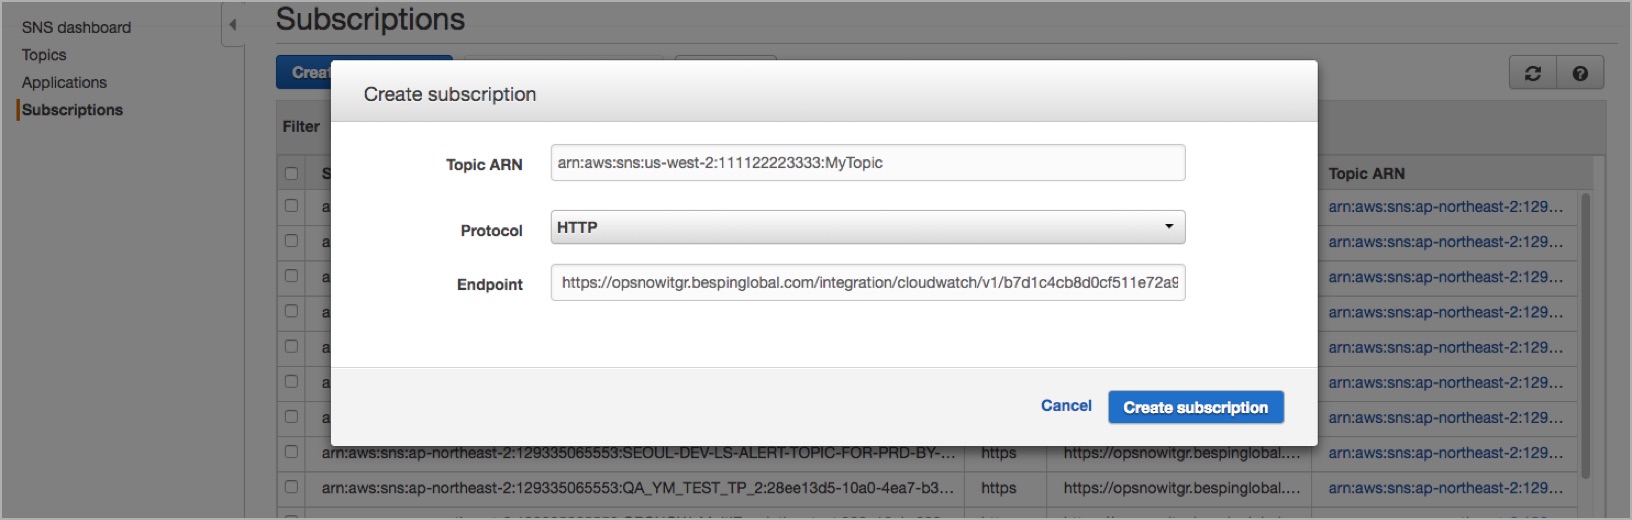 SNS dashboard
Topics
Applications
Subscriptions
Subscriptions
Filter
Topic ARN
arn:aws:sns:ap-northeast-2:129...
arn:aws:sns:ap-northeast-2:129...
arn:aws:sns:ap-northeast-2:129...
arn:aws:sns:ap-northeast-2:129...
arn:aws:sns:ap-northeast-2:129...
arn:aws:sns:ap-northeast-2:129...
arn:aws:sns:ap-northeast-2:129...
Create subscription
Topic ARN
arn:aws:sns:us-west-2:111122223333:MyTopic
Protocol
HTTP
Endpoint
https://opsnowitgr.bespinglobal.com/integration/cloudwatch/v1/b7d1c4cb8d0cf511e72a9
Cancel
Create subscription
arn:aws:sns:ap-northeast-2:129335065553:SEOUL-DEV-LS-ALERT-TOPIC-FOR-PRD-BY-... https https://opsnowitgr.bespinglobal.... arn:aws:sns:ap-northeast-2:129...
arn:aws:sns:ap-northeast-2:129335065553:QA_YM_TEST_TP_2:28ee13d5-10a0-4ea7-b3... https https://opsnowitgr.bespinglobal.... arn:aws:sns:ap-northeast-2:129...